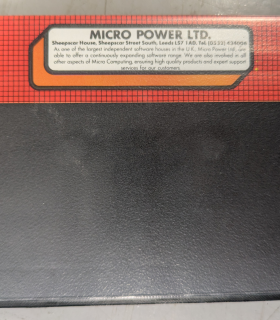 MICRO POWER LTD.
Sheepscar House, Sheepscar Street South, Leeds LS7 1AD. Tel. (0532)
As one of the largest independent software houses in the U.K., Micro Power Ltd. are
able to offer a continuously expanding software range. We are also involved in all
other aspects of Micro Computing, ensuring high quality products and expert support
services for our customers.